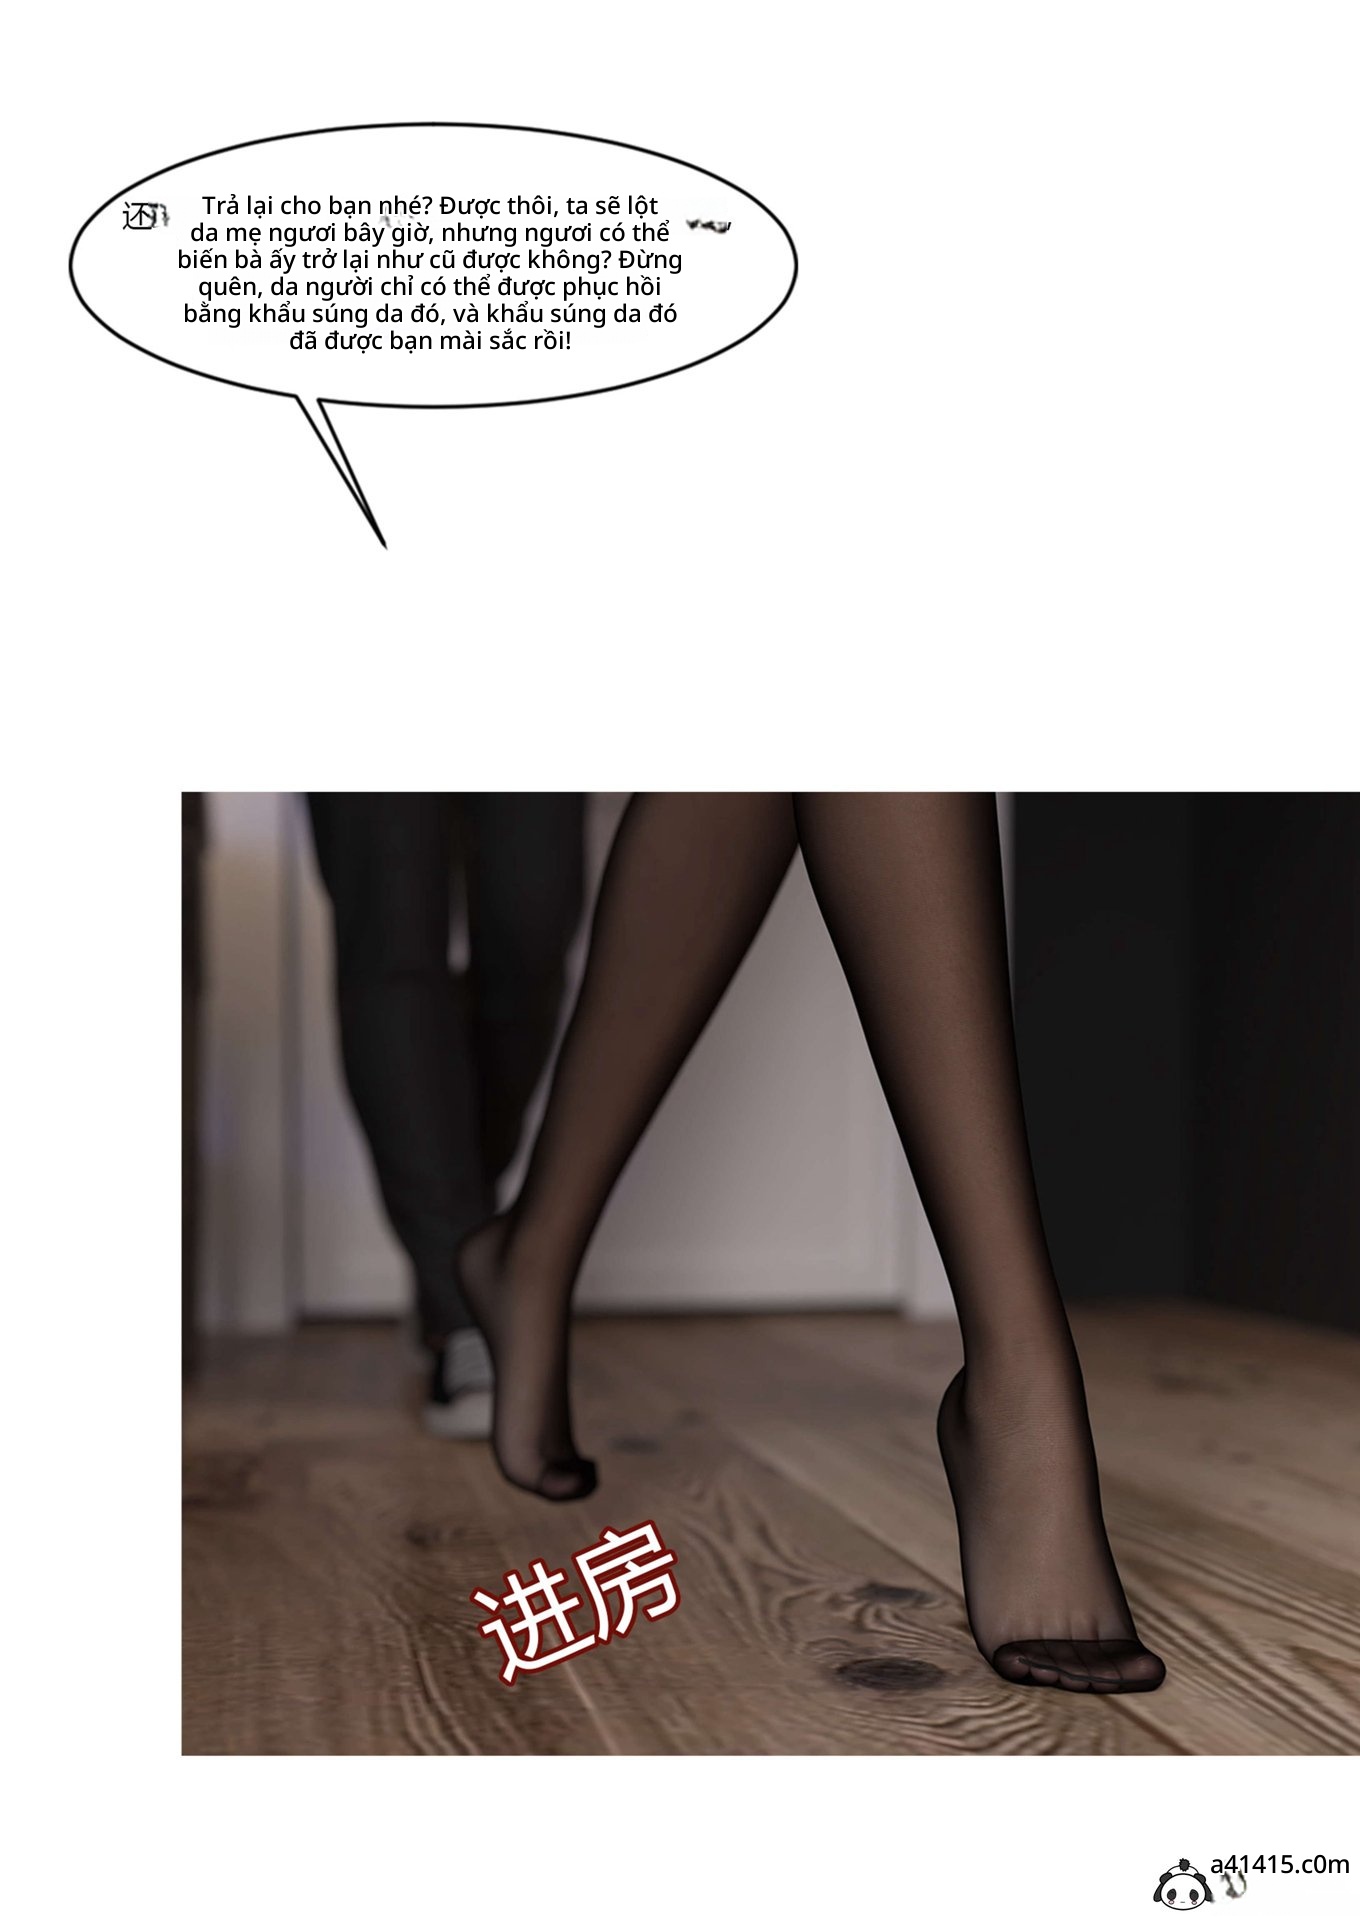 还
Trả lại cho bạn nhé? Được thôi, ta sẽ lột
da mẹ ngươi bây giờ, nhưng ngươi có thể
biến bà ấy trở lại như cũ được không? Đừng
quên, da người chỉ có thể được phục hồi
bằng khẩu súng da đó, và khẩu súng da đó
đã được bạn mài sắc rồi!
进房
a41415.c0m